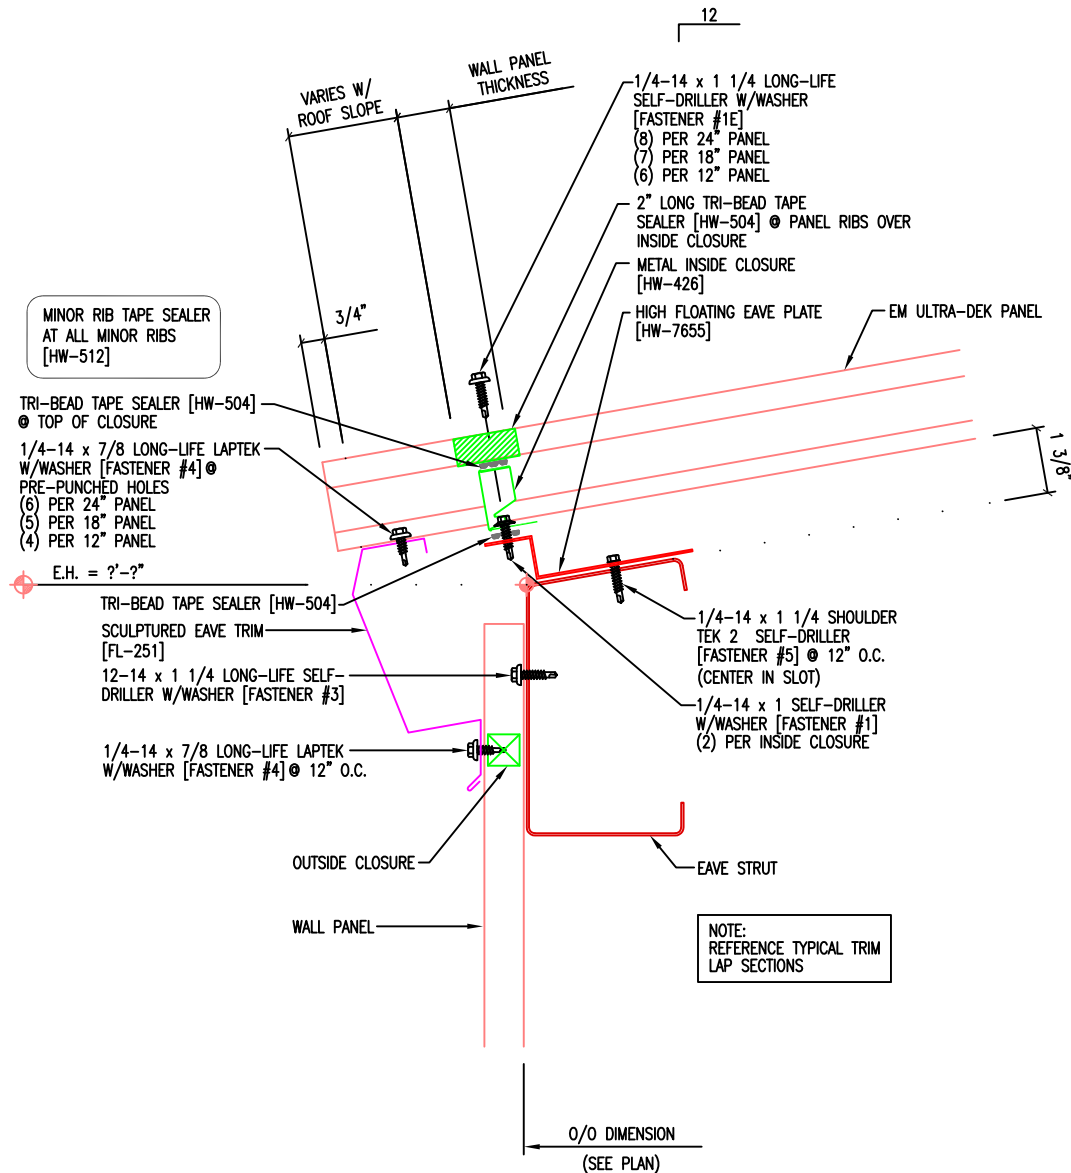 12
WALL PANEL
THICKNESS
VARIES W/
ROOF SLOPE
1/4-14 x 1 1/4 LONG-LIFE
SELF-DRILLER W/WASHER
[FASTENER #1E]
(8) PER 24" PANEL
(7) PER 18" PANEL
(6) PER 12" PANEL
2" LONG TRI-BEAD TAPE
SEALER [HW-504] @ PANEL RIBS OVER
INSIDE CLOSURE
METAL INSIDE CLOSURE
[HW-426]
HIGH FLOATING EAVE PLATE
[HW-7655]
EM ULTRA-DEK PANEL
MINOR RIB TAPE SEALER
AT ALL MINOR RIBS
[HW-512]
3/4"
TRI-BEAD TAPE SEALER [HW-504]
@ TOP OF CLOSURE
1/4-14 x 7/8 LONG-LIFE LAPTEK
W/WASHER [FASTENER #4] @
PRE-PUNCHED HOLES
(6) PER 24" PANEL
(5) PER 18" PANEL
(4) PER 12" PANEL
1 3/8"
E.H. = ?'-?"
TRI-BEAD TAPE SEALER [HW-504]
SCULPTURED EAVE TRIM
[FL-251]
12-14 x 1 1/4 LONG-LIFE SELF-
DRILLER W/WASHER [FASTENER #3]
1/4-14 x 7/8 LONG-LIFE LAPTEK
W/WASHER [FASTENER #4] @ 12" O.C.
1/4-14 x 1 1/4 SHOULDER
TEK 2 SELF-DRILLER
[FASTENER #5] @ 12" O.C.
(CENTER IN SLOT)
1/4-14 x 1 SELF-DRILLER
W/WASHER [FASTENER #1]
(2) PER INSIDE CLOSURE
OUTSIDE CLOSURE
EAVE STRUT
WALL PANEL
NOTE:
REFERENCE TYPICAL TRIM
LAP SECTIONS
O/O DIMENSION
(SEE PLAN)